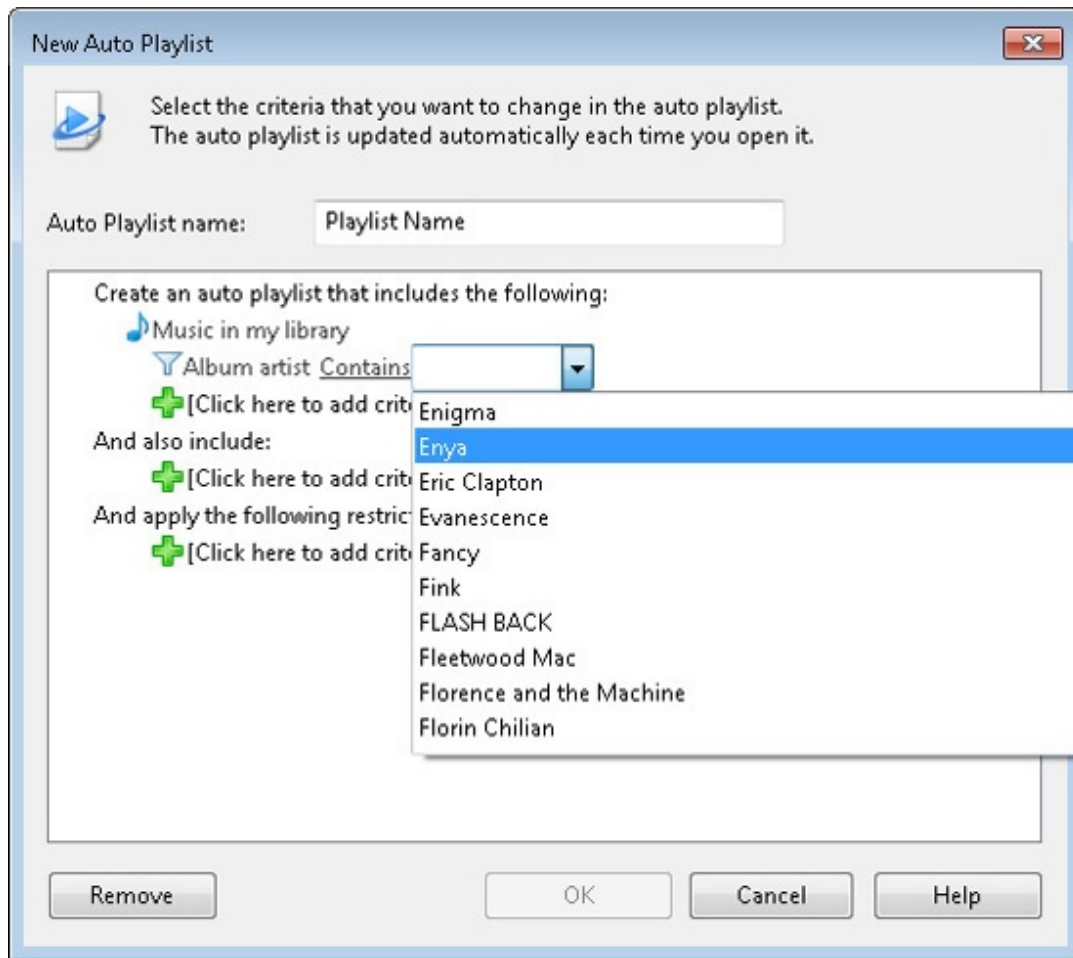 New Auto Playlist
Select the criteria that you want to change in the auto playlist.
The auto playlist is updated automatically each time you open it.
Auto Playlist name: Playlist Name
Create an auto playlist that includes the following:
Music in my library
Album artist Contains
[Click here to add crite
Enigma
And also include:
Enya
[Click here to add crite
Eric Clapton
And apply the following restric
Evanescence
[Click here to add crite
Fancy
Fink
FLASH BACK
Fleetwood Mac
Florence and the Machine
Florin Chilian
Remove OK Cancel Help